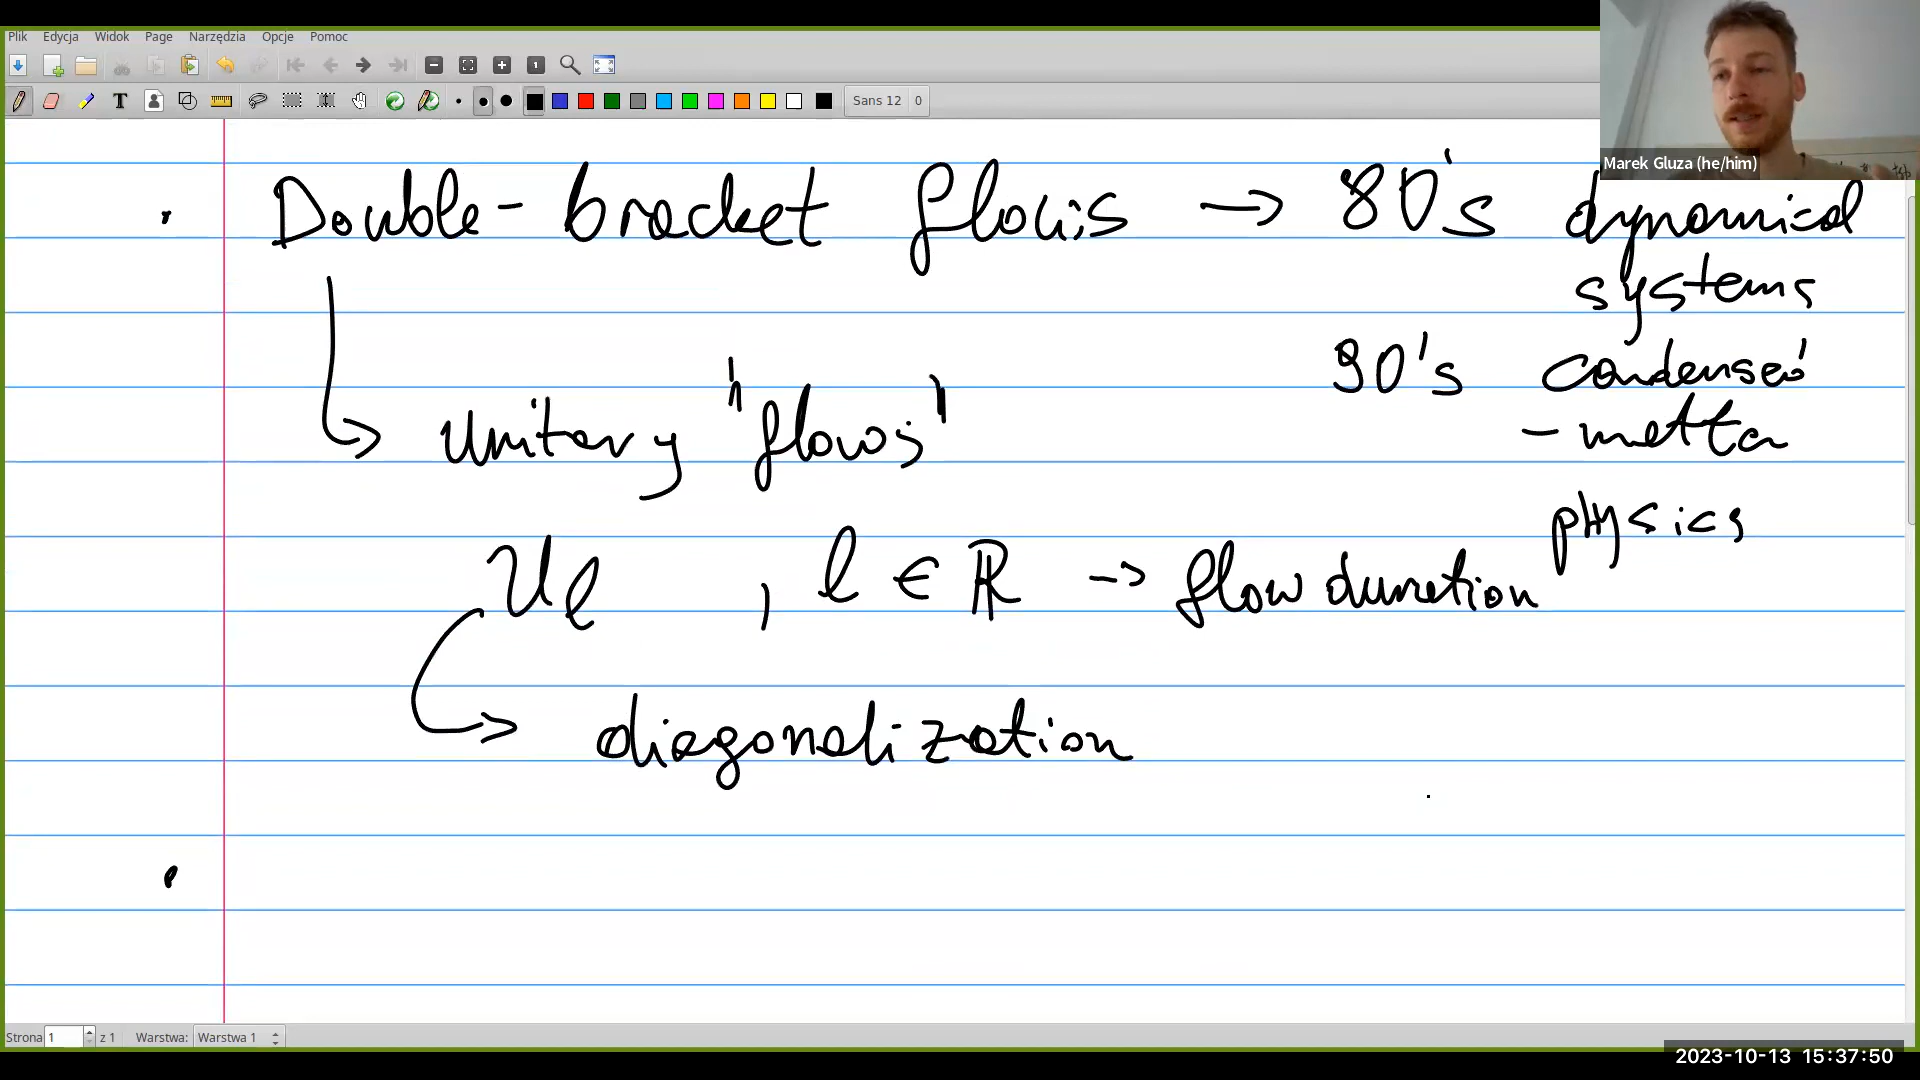 Plik Edycja Widok Page Narzędzia Opcje Pomoc
Sans 12 0
Marek Gluza (he/him)
Double-bracket flows → 80's dynamical
systems
90's condensed
-matter
physics
↳ unitary "flows"
U_l , l ∈ ℝ → flow duration
↳ diagonalization
Strona 1 z 1 Warstwa: Warstwa 1
2023-10-13 15:37:50